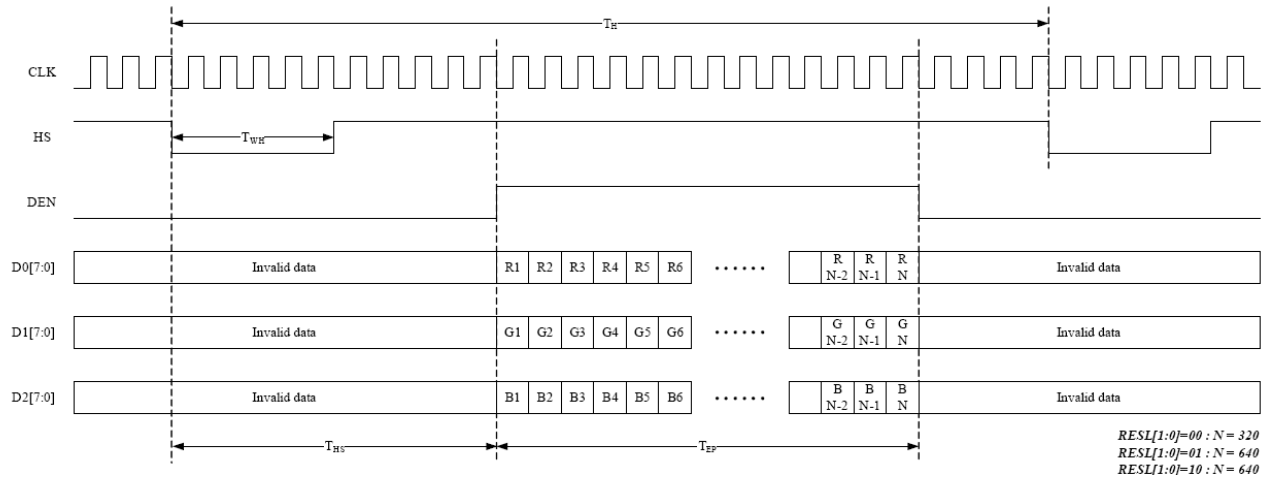 T_H
CLK
HS
T_WH
DEN
D0[7:0] Invalid data R1 R2 R3 R4 R5 R6 ······ R N-2 R N-1 R N Invalid data
D1[7:0] Invalid data G1 G2 G3 G4 G5 G6 ······ G N-2 G N-1 G N Invalid data
D2[7:0] Invalid data B1 B2 B3 B4 B5 B6 ······ B N-2 B N-1 B N Invalid data
T_HS T_EP
RESL[1:0]=00 : N = 320
RESL[1:0]=01 : N = 640
RESL[1:0]=10 : N = 640